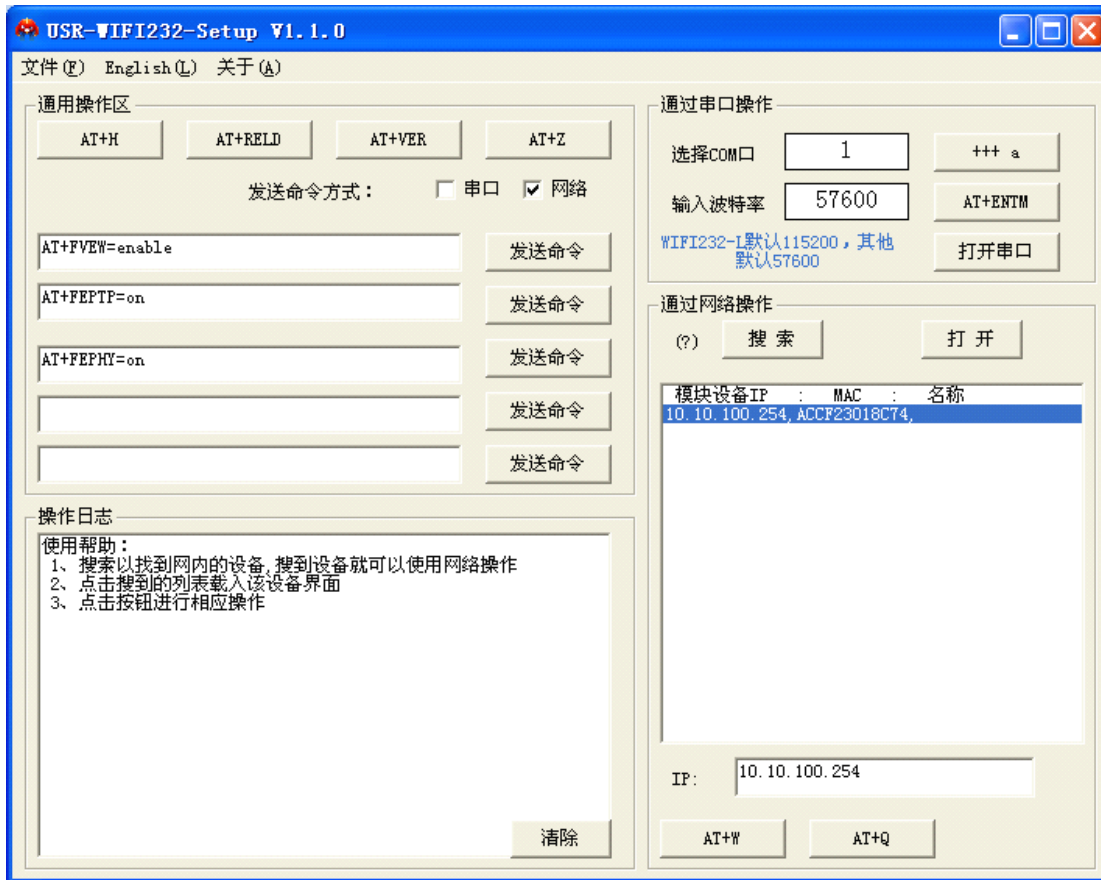 USR-WIFI232-Setup V1.1.0
文件(F) English(L) 关于(A)
通用操作区
AT+H AT+RELD AT+VER AT+Z
发送命令方式： 串口 网络
AT+FVEW=enable 发送命令
AT+FEPTP=on 发送命令
AT+FEPHY=on 发送命令
发送命令
发送命令
操作日志
使用帮助：
1、搜索以找到网内的设备,搜到设备就可以使用网络操作
2、点击搜到的列表载入该设备界面
3、点击按钮进行相应操作
清除
通过串口操作
选择COM口 1 +++ a
输入波特率 57600 AT+ENTM
WIFI232-L默认115200，其他
默认57600
打开串口
通过网络操作
(?) 搜 索 打 开
模块设备IP : MAC : 名称
10.10.100.254,ACCF23018C74,
IP: 10.10.100.254
AT+W AT+Q